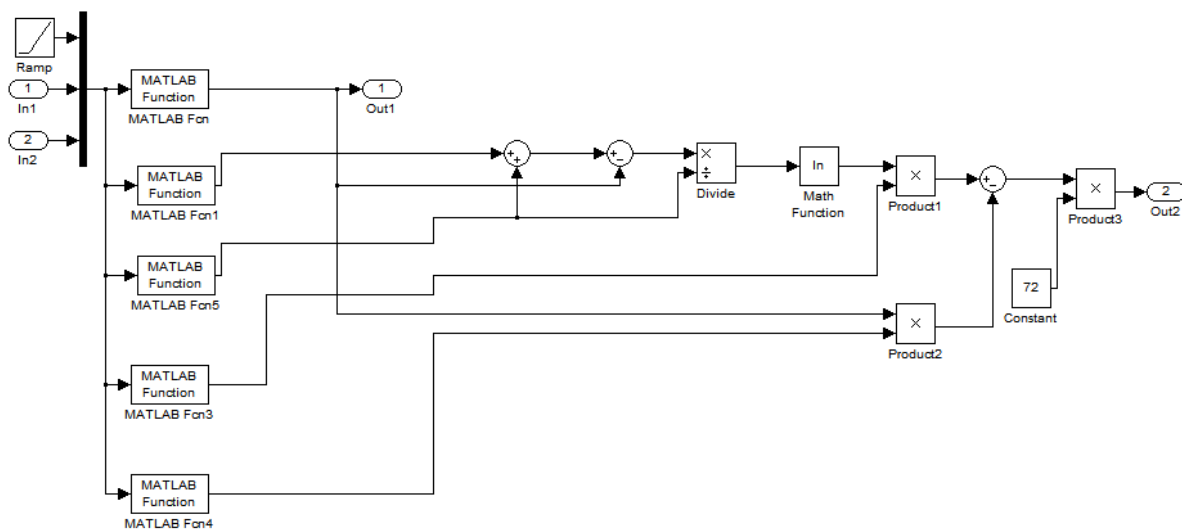 Ramp
1
In1
2
In2
MATLAB
Function
MATLAB Fcn
1
Out1
MATLAB
Function
MATLAB Fcn1
+
+
+
−
×
÷
Divide
ln
Math
Function
×
Product1
+
−
×
Product3
2
Out2
MATLAB
Function
MATLAB Fcn5
72
Constant
×
Product2
MATLAB
Function
MATLAB Fcn3
MATLAB
Function
MATLAB Fcn4